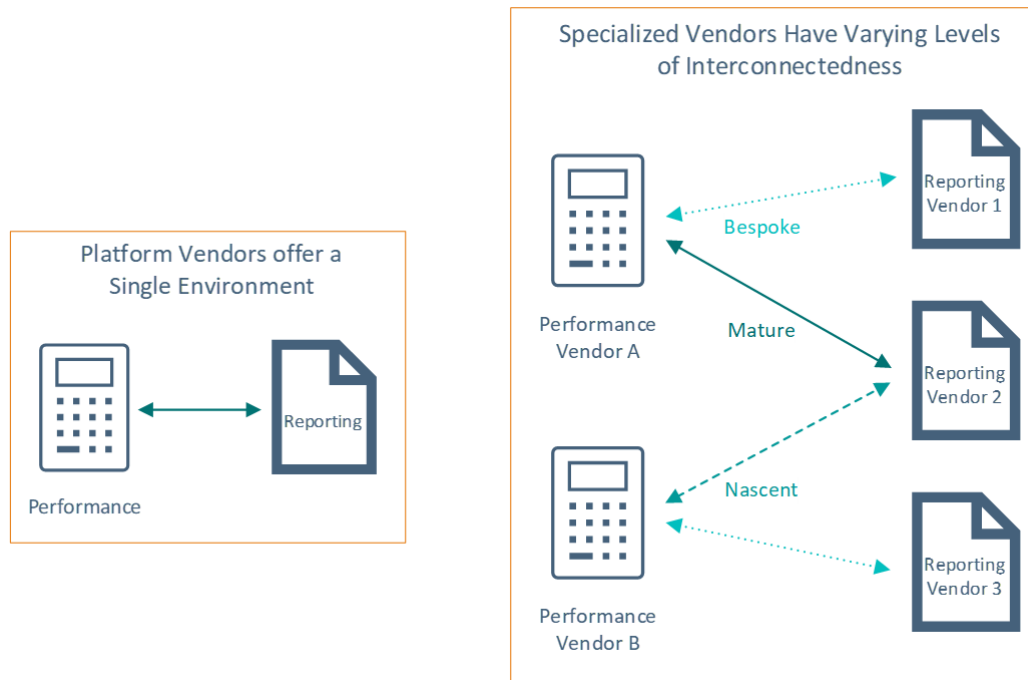 Platform Vendors offer a
Single Environment
Reporting
Performance
Specialized Vendors Have Varying Levels
of Interconnectedness
Reporting
Vendor 1
Bespoke
Performance
Vendor A
Mature
Reporting
Vendor 2
Nascent
Reporting
Vendor 3
Performance
Vendor B